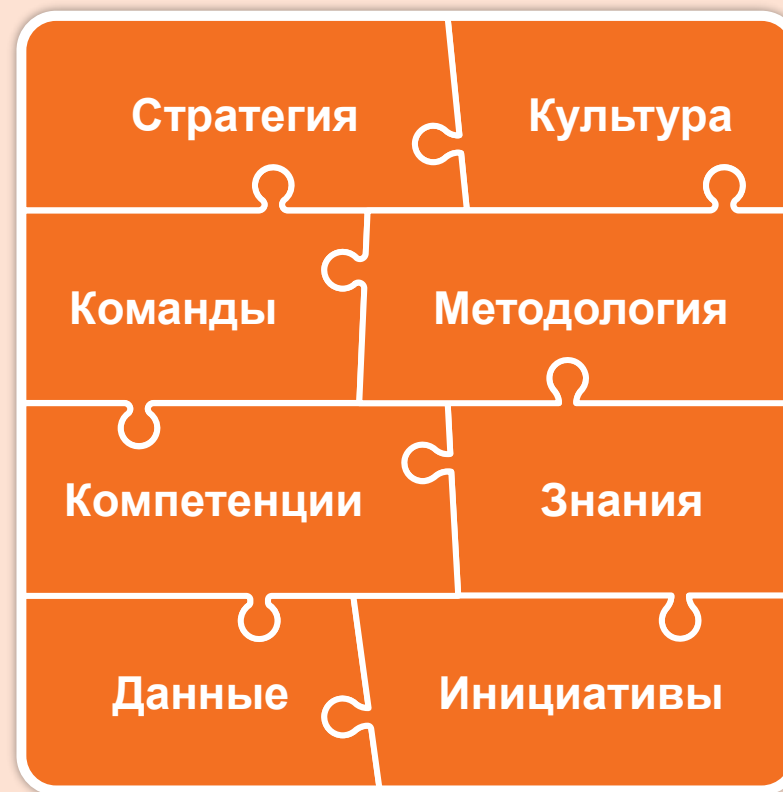 Стратегия Культура
Команды Методология
Компетенции Знания
Данные Инициативы